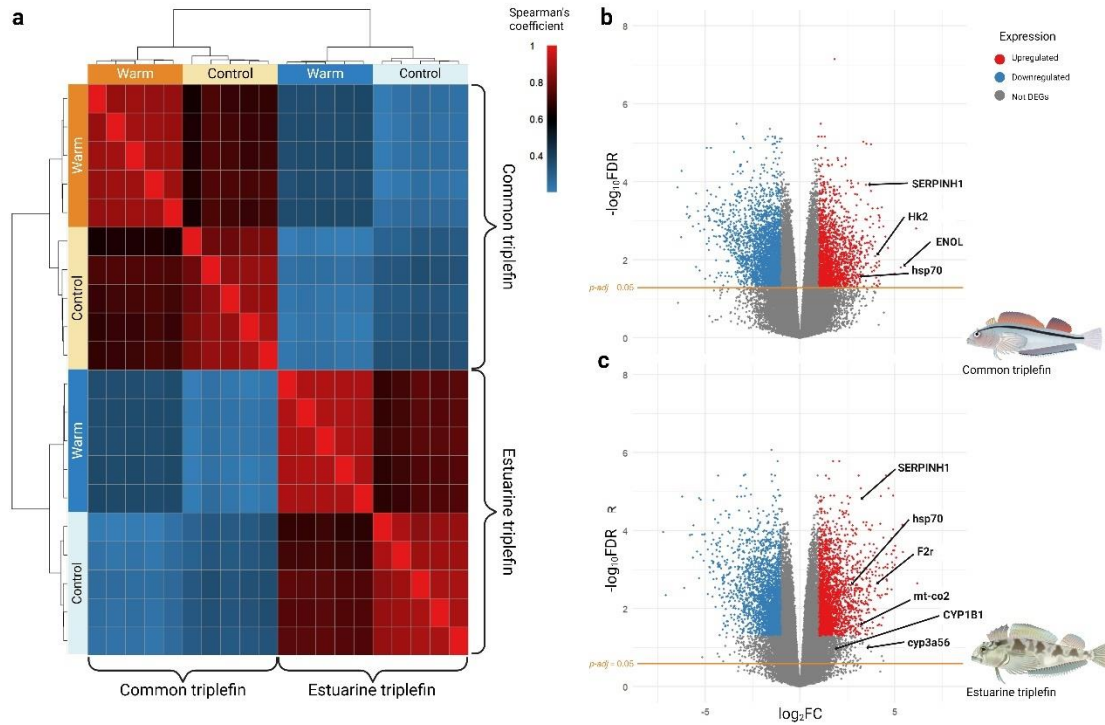 a
Spearman's
coefficient
1
0.8
0.6
0.4
Warm
Control
Warm
Control
Warm
Control
Warm
Control
Common triplefin
Estuarine triplefin
Common triplefin
Estuarine triplefin
b
Expression
Upregulated
Downregulated
Not DEGs
-log₁₀FDR
8
6
4
2
0
SERPINH1
Hk2
ENOL
hsp70
p-adj = 0.05
Common triplefin
c
-log₁₀FDR
8
6
4
2
0
SERPINH1
hsp70
F2r
mt-co2
CYP1B1
cyp3a56
p-adj = 0.05
-5
0
5
log₂FC
Estuarine triplefin